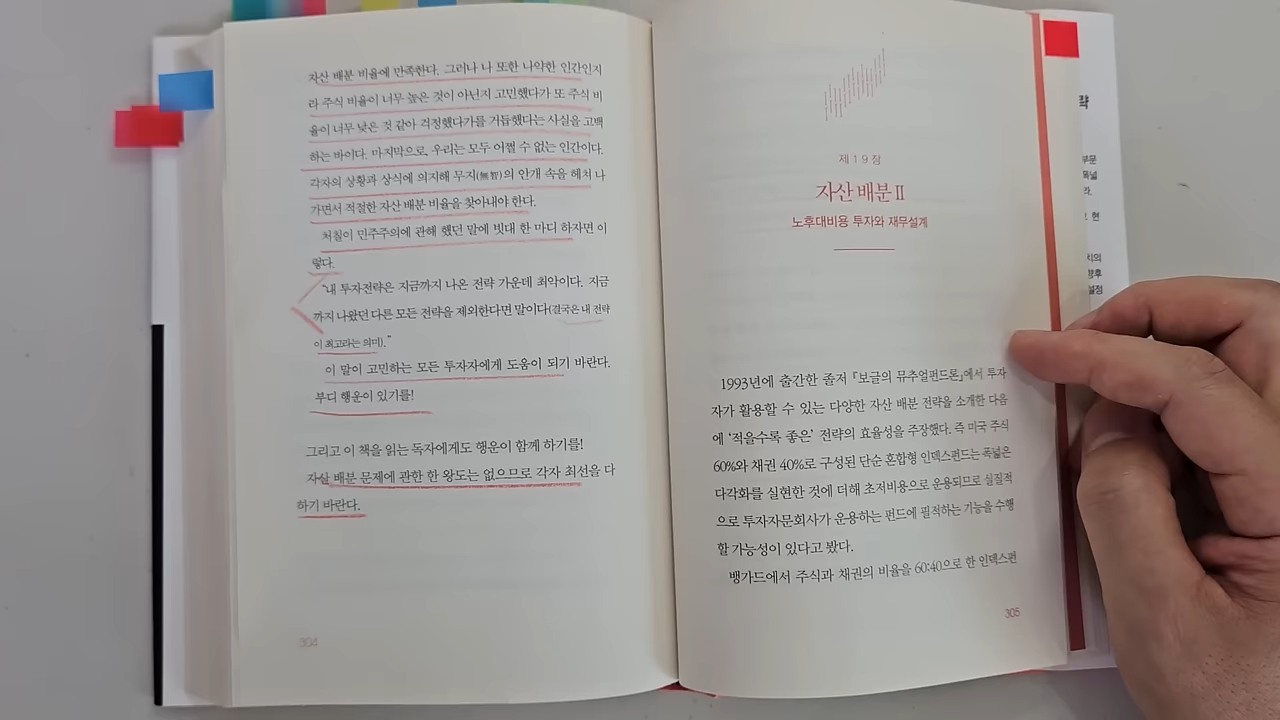 자산 배분 비율에 만족한다. 그러나 나 또한 나약한 인간인지
라 주식 비율이 너무 높은 것이 아닌지 고민했다가 또 주식 비
율이 너무 낮은 것 같아 걱정했다가를 거듭했다는 사실을 고백
하는 바이다. 마지막으로, 우리는 모두 어쩔 수 없는 인간이다.
각자의 상황과 상식에 의지해 무지(無智)의 안개 속을 헤쳐 나
가면서 적절한 자산 배분 비율을 찾아내야 한다.
처칠이 민주주의에 관해 했던 말에 빗대 한 마디 하자면 이
렇다.
“내 투자전략은 지금까지 나온 전략 가운데 최악이다. 지금
까지 나왔던 다른 모든 전략을 제외한다면 말이다(결국은 내 전략
이 최고라는 의미).”
이 말이 고민하는 모든 투자자에게 도움이 되기 바란다.
부디 행운이 있기를!
그리고 이 책을 읽는 독자에게도 행운이 함께 하기를!
자산 배분 문제에 관한 한 왕도는 없으므로 각자 최선을 다
하기 바란다.
304
제19장
자산 배분 II
노후대비용 투자와 재무설계
1993년에 출간한 졸저 『보글의 뮤추얼펀드론』에서 투자
자가 활용할 수 있는 다양한 자산 배분 전략을 소개한 다음
에 ‘적을수록 좋은’ 전략의 효율성을 주장했다. 즉 미국 주식
60%와 채권 40%로 구성된 단순 혼합형 인덱스펀드는 폭넓은
다각화를 실현한 것에 더해 초저비용으로 운용되므로 실질적
으로 투자자문회사가 운용하는 펀드에 필적하는 기능을 수행
할 가능성이 있다고 봤다.
뱅가드에서 주식과 채권의 비율을 60:40으로 한 인덱스펀
305
략
부문
폭널
라.
현
치의
향후
설정